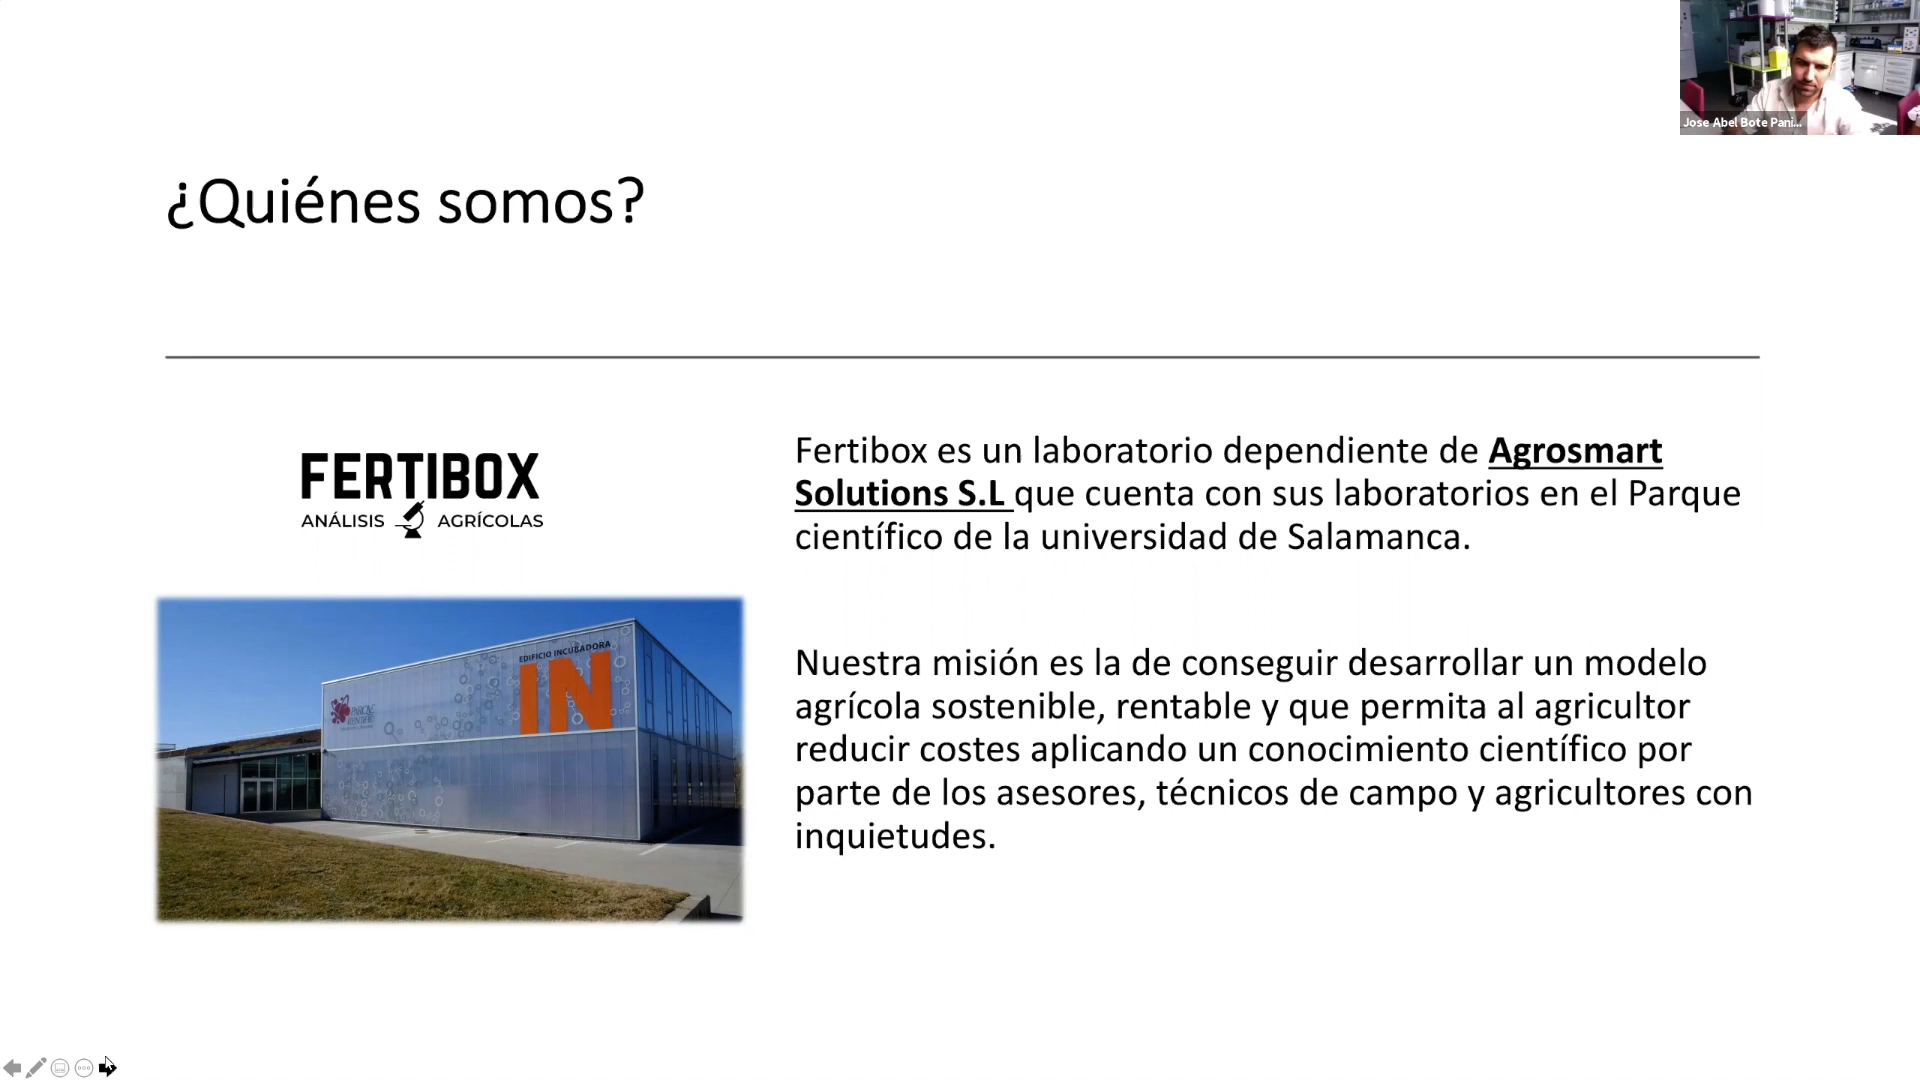 Jose Abel Bote Pani...
¿Quiénes somos?
FERTIBOX
ANÁLISIS AGRÍCOLAS
EDIFICIO INCUBADORA
IN
Fertibox es un laboratorio dependiente de Agrosmart
Solutions S.L que cuenta con sus laboratorios en el Parque
científico de la universidad de Salamanca.
Nuestra misión es la de conseguir desarrollar un modelo
agrícola sostenible, rentable y que permita al agricultor
reducir costes aplicando un conocimiento científico por
parte de los asesores, técnicos de campo y agricultores con
inquietudes.